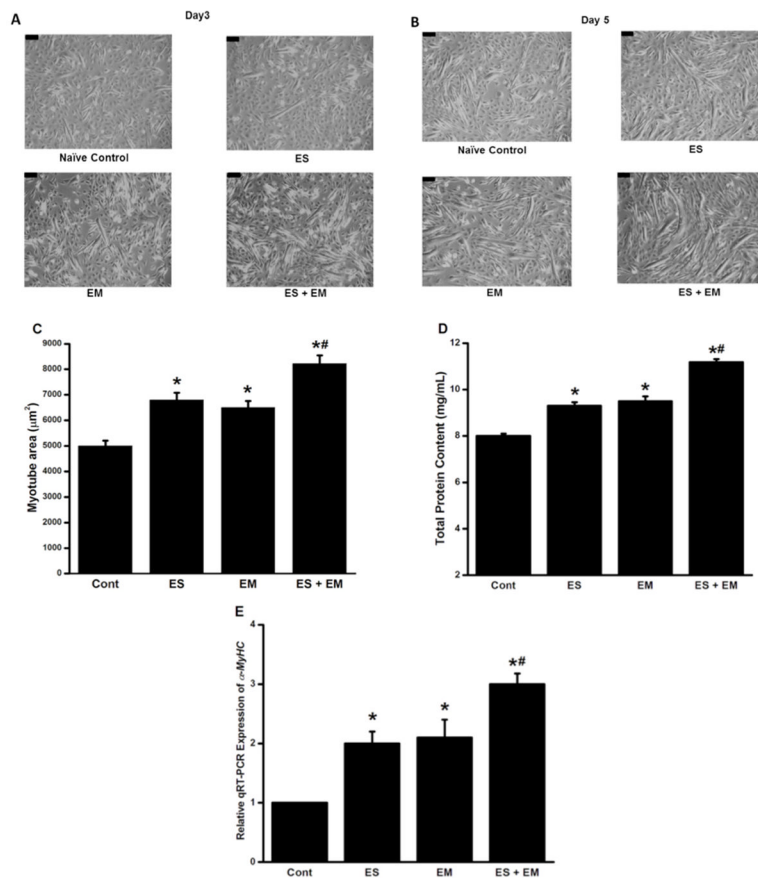 A
Day3
B
Day 5
Naïve Control
ES
Naïve Control
ES
EM
ES + EM
EM
ES + EM
C
Myotube area (μm²)
9000
8000
7000
6000
5000
4000
3000
2000
1000
0
*
*
*#
Cont
ES
EM
ES + EM
D
Total Protein Content (mg/mL)
12
10
8
6
4
2
*
*
*#
Cont
ES
EM
ES + EM
E
Relative qRT-PCR Expression of α-MyHC
4
3
2
1
0
*
*
*#
Cont
ES
EM
ES + EM